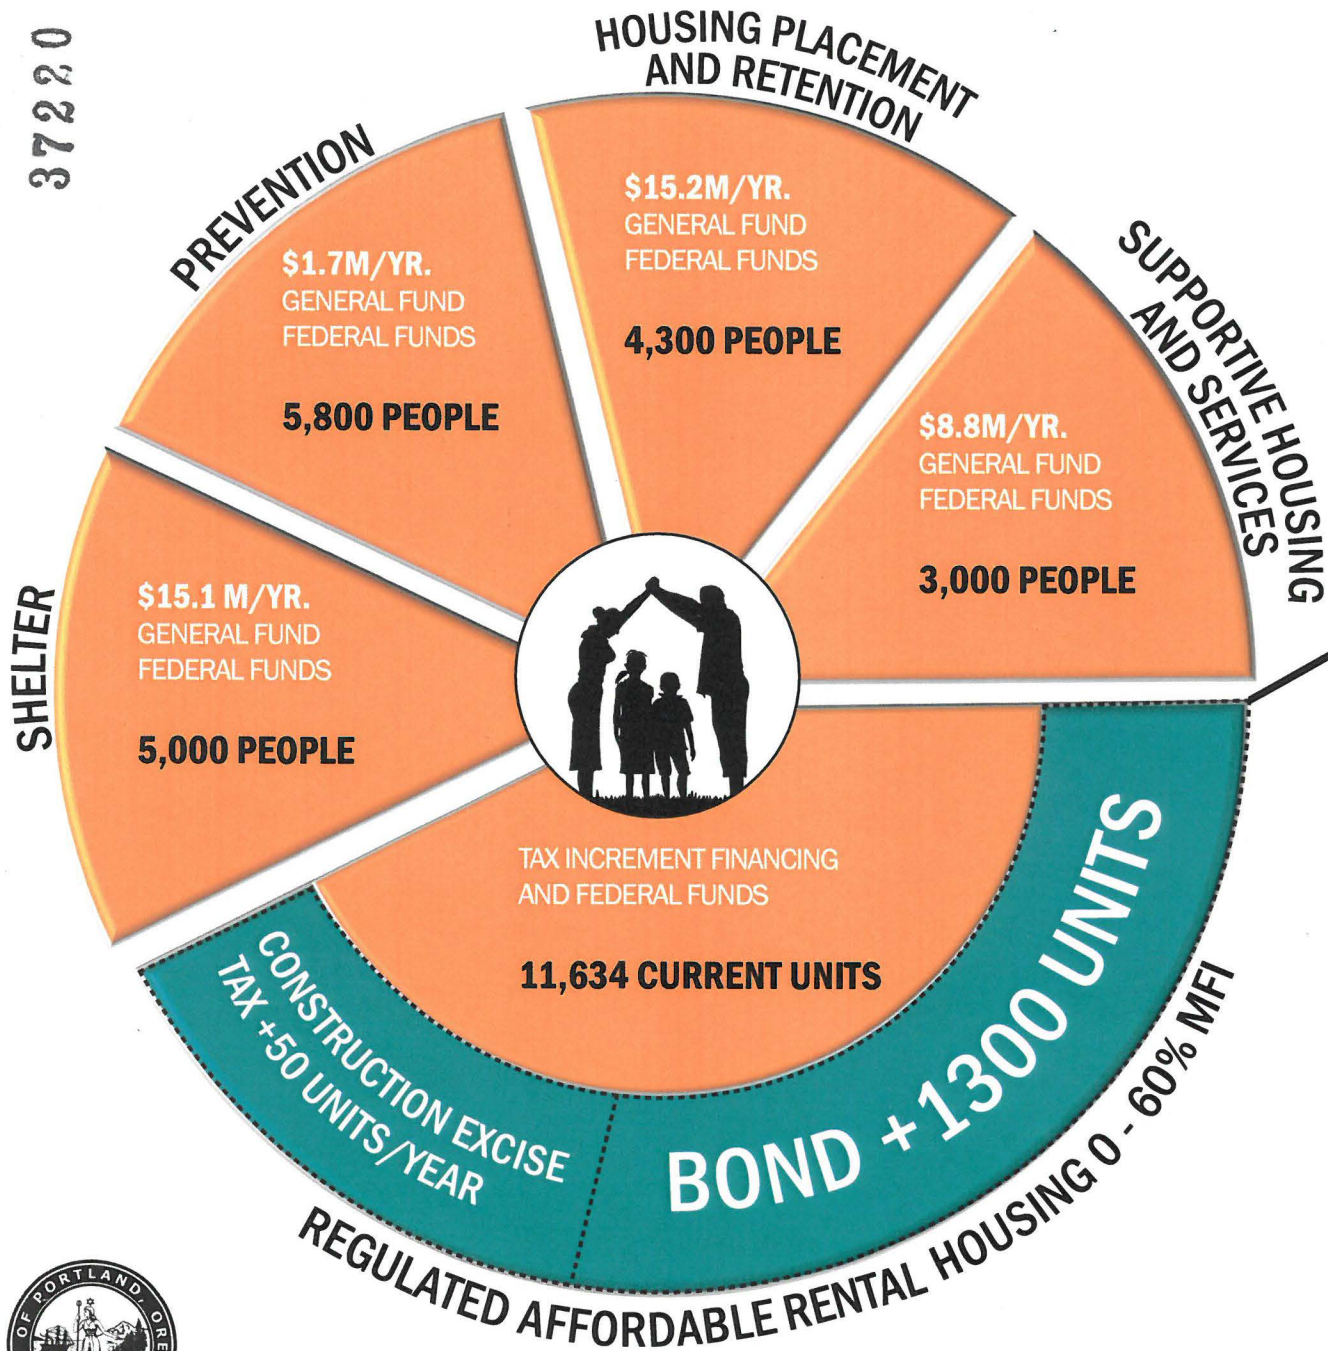 37220
HOUSING PLACEMENT
AND RETENTION
$15.2M/YR.
GENERAL FUND
FEDERAL FUNDS
4,300 PEOPLE
PREVENTION
$1.7M/YR.
GENERAL FUND
FEDERAL FUNDS
5,800 PEOPLE
SUPPORTIVE HOUSING
AND SERVICES
$8.8M/YR.
GENERAL FUND
FEDERAL FUNDS
3,000 PEOPLE
SHELTER
$15.1 M/YR.
GENERAL FUND
FEDERAL FUNDS
5,000 PEOPLE
TAX INCREMENT FINANCING
AND FEDERAL FUNDS
11,634 CURRENT UNITS
CONSTRUCTION EXCISE
TAX +50 UNITS/YEAR
BOND +1300 UNITS
REGULATED AFFORDABLE RENTAL HOUSING 0 - 60% MFI
OF PORTLAND, ORE